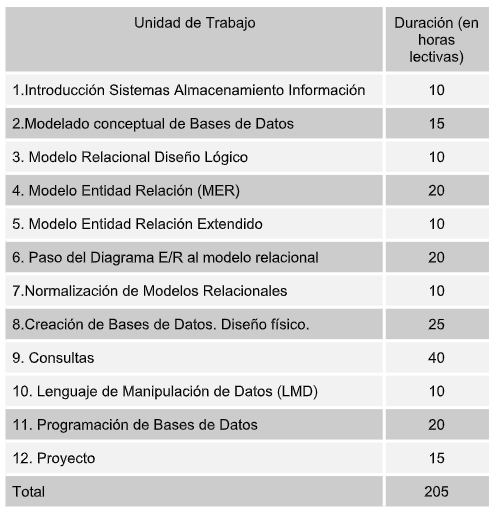 Unidad de Trabajo
Duración (en
horas
lectivas)
1.Introducción Sistemas Almacenamiento Información 10
2.Modelado conceptual de Bases de Datos 15
3. Modelo Relacional Diseño Lógico 10
4. Modelo Entidad Relación (MER) 20
5. Modelo Entidad Relación Extendido 10
6. Paso del Diagrama E/R al modelo relacional 20
7.Normalización de Modelos Relacionales 10
8.Creación de Bases de Datos. Diseño físico. 25
9. Consultas 40
10. Lenguaje de Manipulación de Datos (LMD) 10
11. Programación de Bases de Datos 20
12. Proyecto 15
Total 205